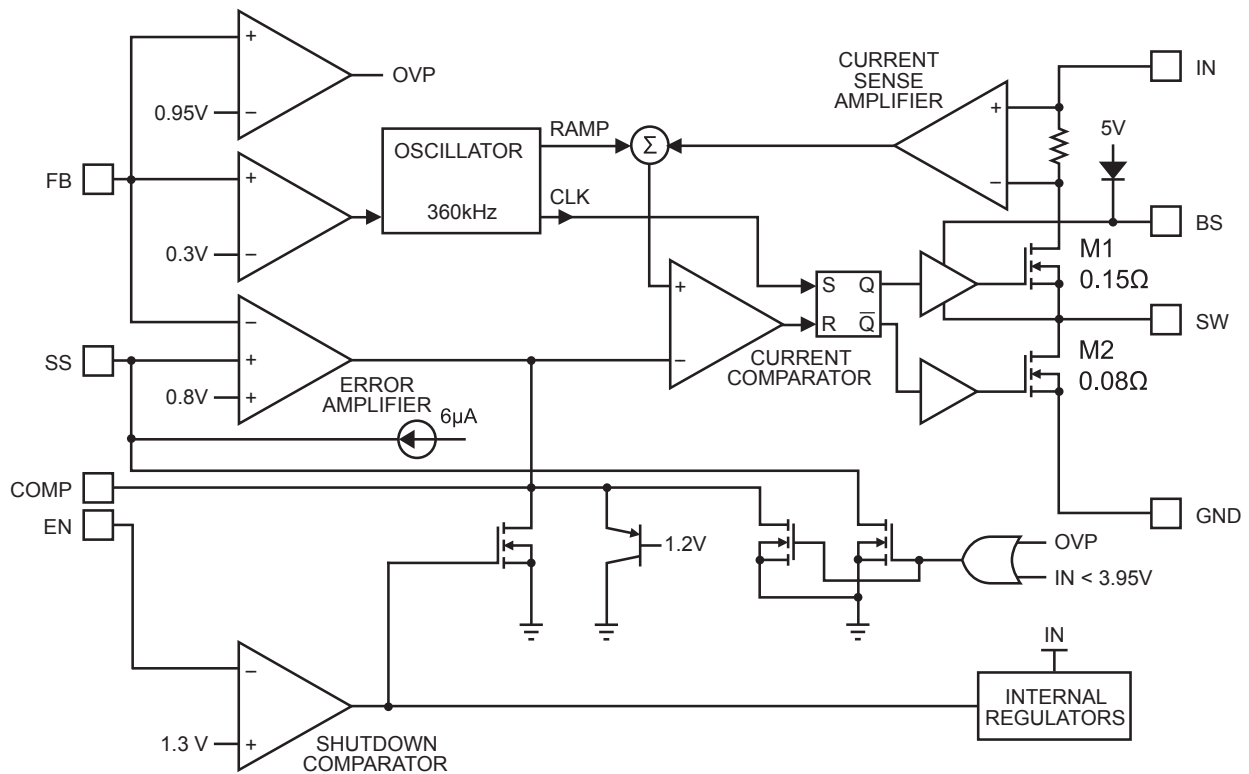 +
OVP
0.95V
−
FB
+
0.3V
−
OSCILLATOR
360kHz
RAMP
CLK
Σ
CURRENT
SENSE
AMPLIFIER
+
−
IN
5V
BS
M1
0.15Ω
SW
M2
0.08Ω
GND
+
−
CURRENT
COMPARATOR
S Q
R Q̅
−
SS
+
0.8V
+
ERROR
AMPLIFIER
6µA
COMP
EN
1.2V
OVP
IN < 3.95V
−
1.3 V
+
SHUTDOWN
COMPARATOR
IN
INTERNAL
REGULATORS